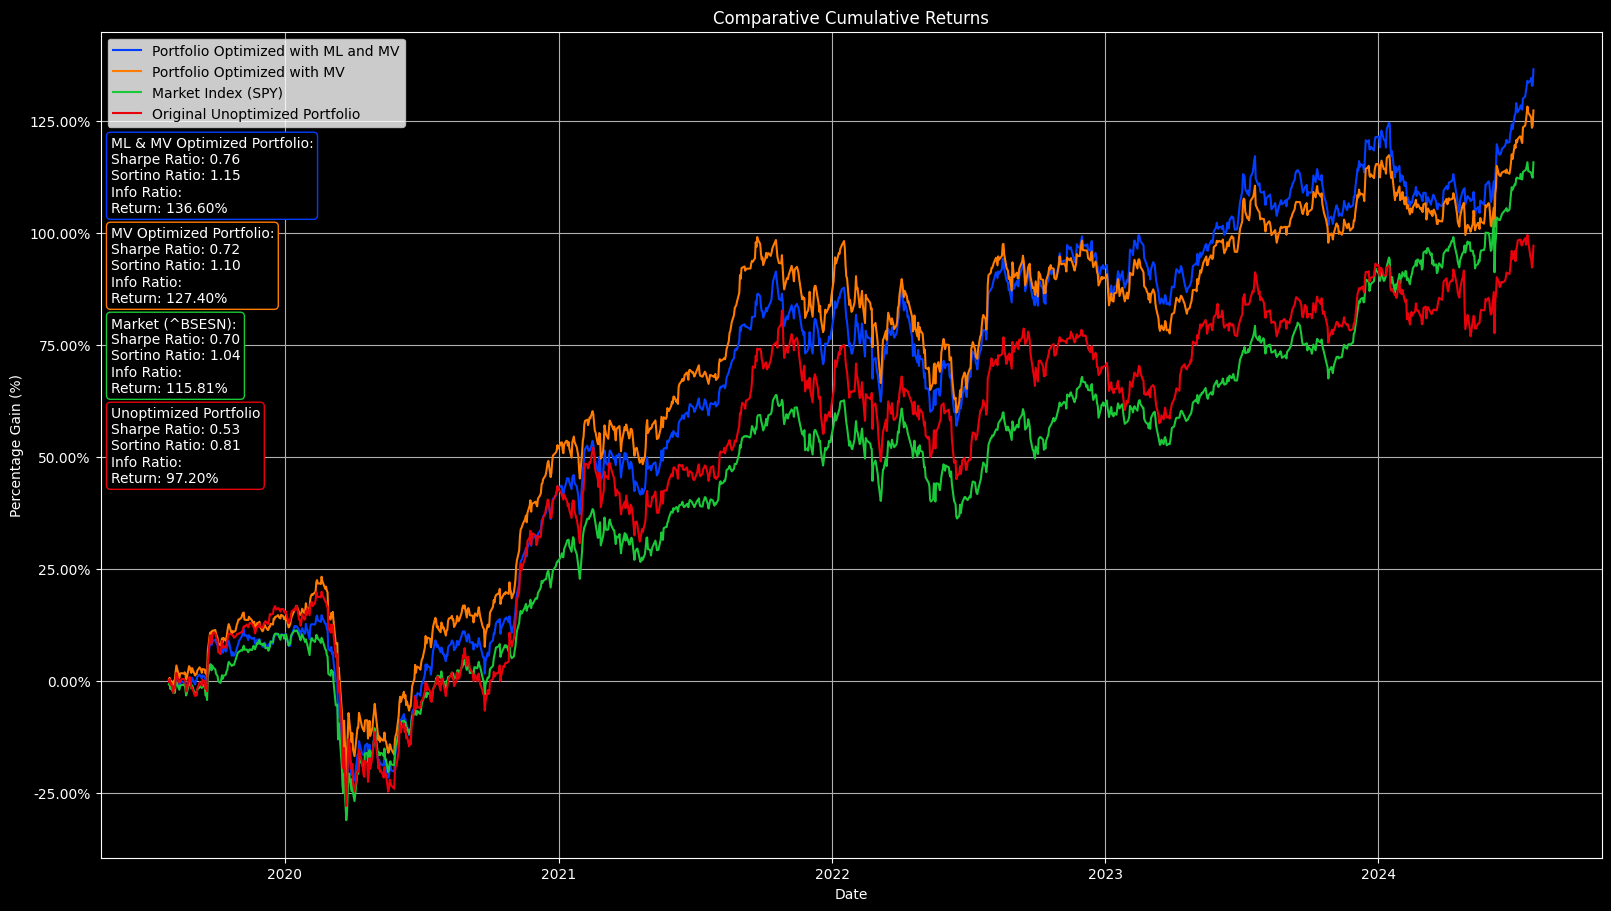 Comparative Cumulative Returns
Portfolio Optimized with ML and MV
Portfolio Optimized with MV
Market Index (SPY)
Original Unoptimized Portfolio
ML & MV Optimized Portfolio:
Sharpe Ratio: 0.76
Sortino Ratio: 1.15
Info Ratio:
Return: 136.60%
MV Optimized Portfolio:
Sharpe Ratio: 0.72
Sortino Ratio: 1.10
Info Ratio:
Return: 127.40%
Market (^BSESN):
Sharpe Ratio: 0.70
Sortino Ratio: 1.04
Info Ratio:
Return: 115.81%
Unoptimized Portfolio
Sharpe Ratio: 0.53
Sortino Ratio: 0.81
Info Ratio:
Return: 97.20%
Percentage Gain (%)
125.00%
100.00%
75.00%
50.00%
25.00%
0.00%
-25.00%
2020
2021
2022
2023
2024
Date